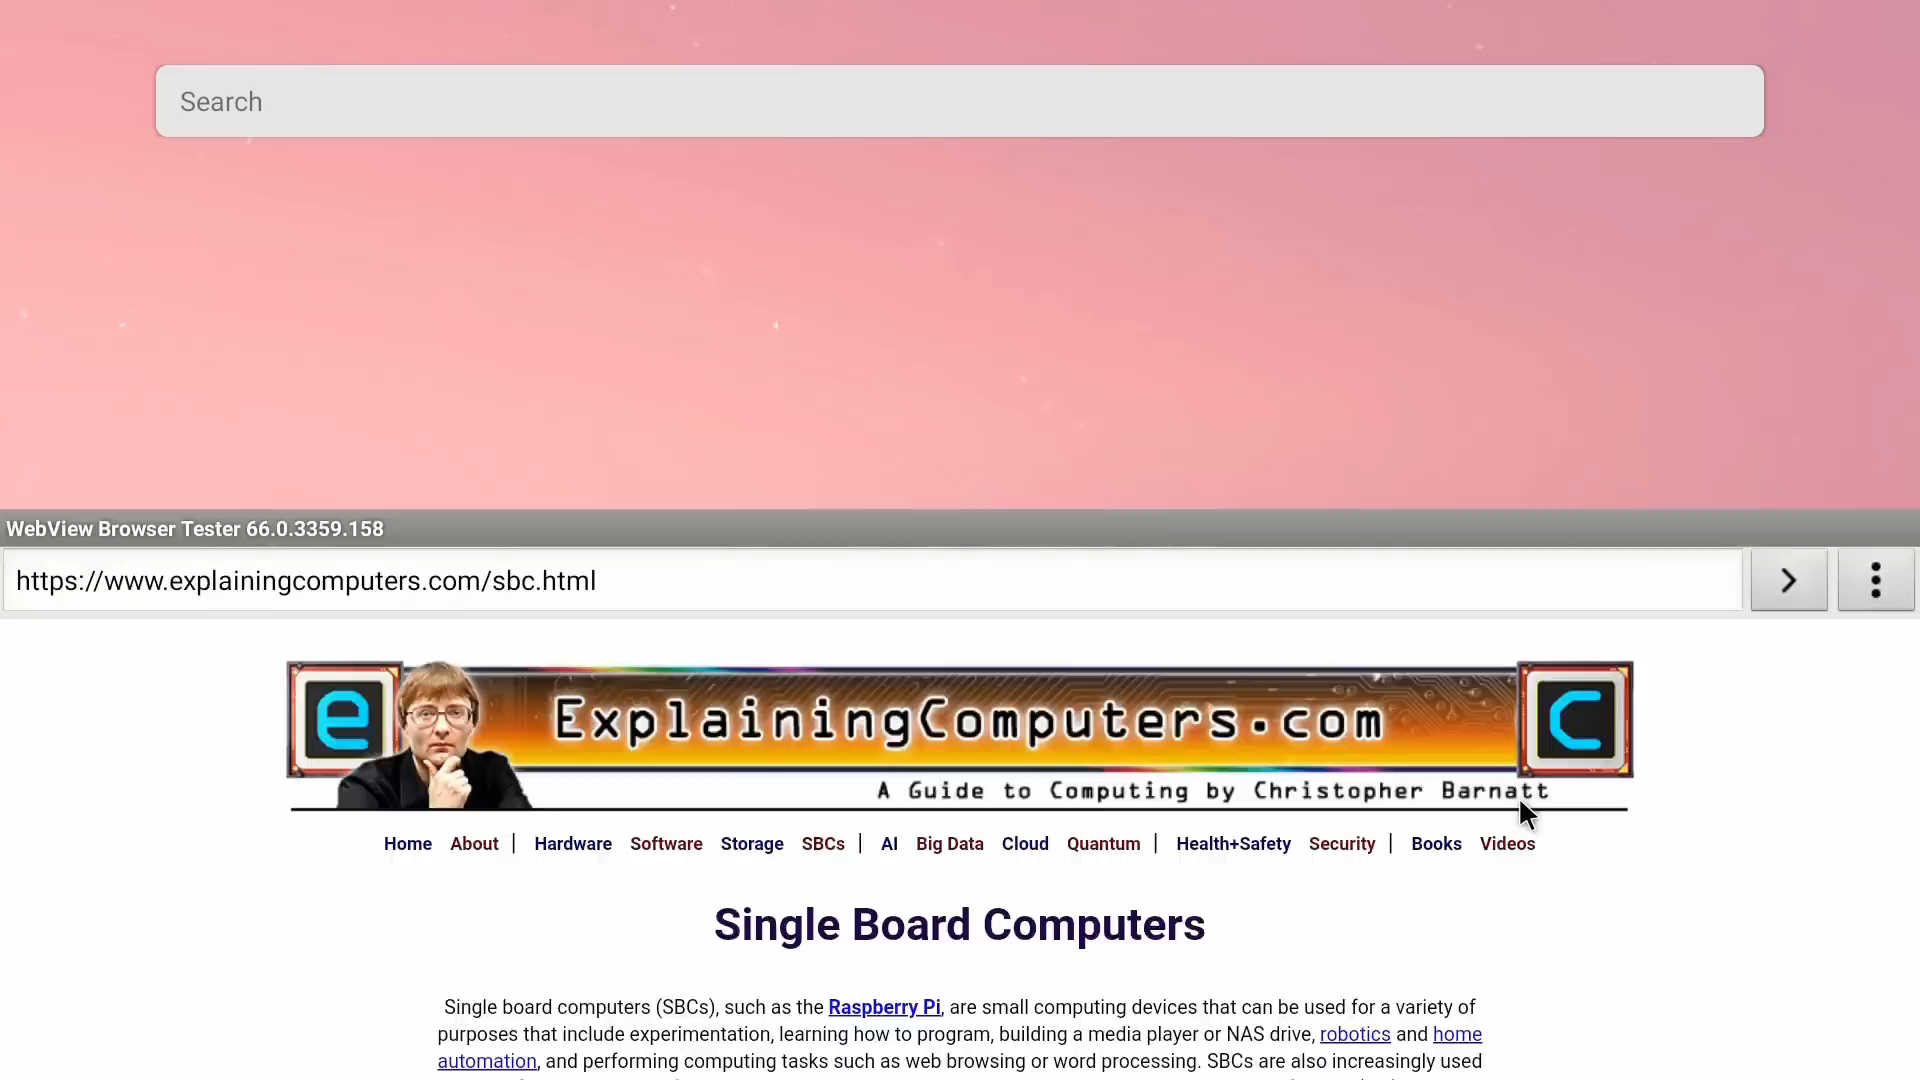 Search
WebView Browser Tester 66.0.3359.158
https://www.explainingcomputers.com/sbc.html
e ExplainingComputers.com C
A Guide to Computing by Christopher Barnatt
Home About | Hardware Software Storage SBCs | AI Big Data Cloud Quantum | Health+Safety Security | Books Videos
Single Board Computers
Single board computers (SBCs), such as the Raspberry Pi, are small computing devices that can be used for a variety of
purposes that include experimentation, learning how to program, building a media player or NAS drive, robotics and home
automation, and performing computing tasks such as web browsing or word processing. SBCs are also increasingly used